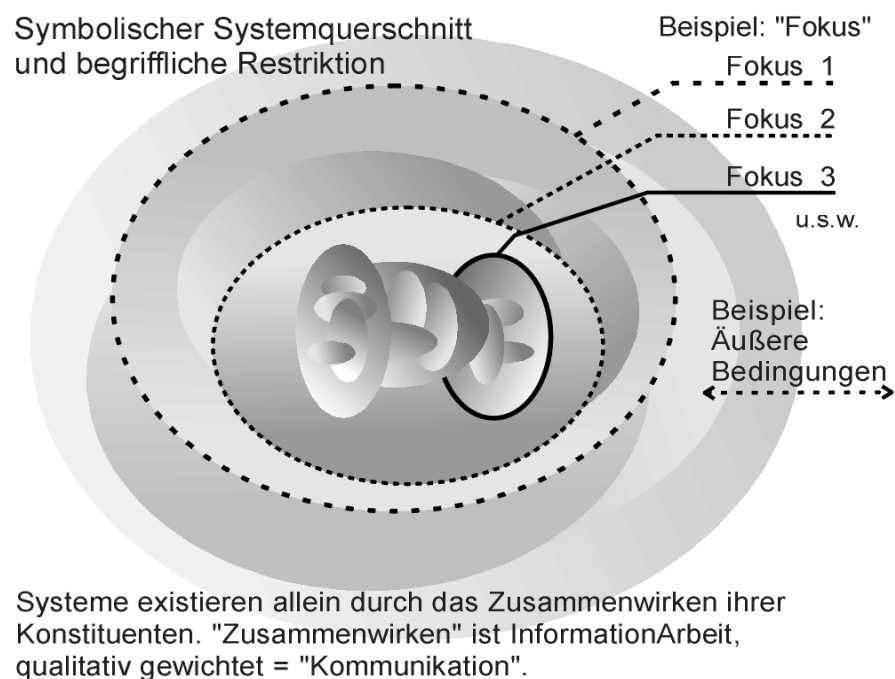 Symbolischer Systemquerschnitt
und begriffliche Restriktion
Beispiel: "Fokus"
Fokus 1
Fokus 2
Fokus 3
u.s.w.
Beispiel:
Äußere
Bedingungen
Systeme existieren allein durch das Zusammenwirken ihrer
Konstituenten. "Zusammenwirken" ist InformationArbeit,
qualitativ gewichtet = "Kommunikation".